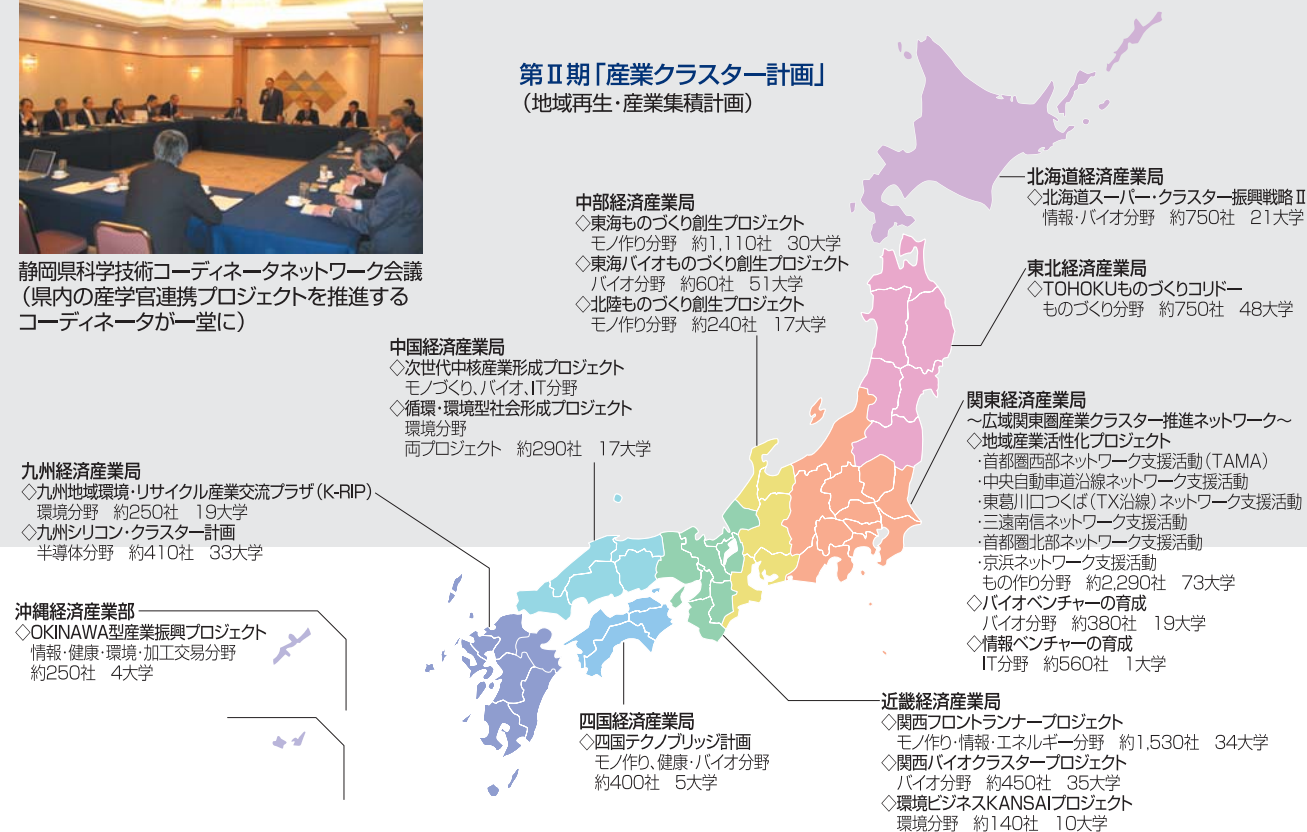 第Ⅱ期「産業クラスター計画」
（地域再生・産業集積計画）
静岡県科学技術コーディネータネットワーク会議
（県内の産学官連携プロジェクトを推進する
コーディネータが一堂に）
北海道経済産業局
◇北海道スーパー・クラスター振興戦略Ⅱ
情報・バイオ分野　約750社　21大学
東北経済産業局
◇TOHOKUものづくりコリドー
ものづくり分野　約750社　48大学
中部経済産業局
◇東海ものづくり創生プロジェクト
モノ作り分野　約1,110社　30大学
◇東海バイオものづくり創生プロジェクト
バイオ分野　約60社　51大学
◇北陸ものづくり創生プロジェクト
モノ作り分野　約240社　17大学
中国経済産業局
◇次世代中核産業形成プロジェクト
モノづくり、バイオ、IT分野
◇循環・環境型社会形成プロジェクト
環境分野
両プロジェクト　約290社　17大学
関東経済産業局
～広域関東圏産業クラスター推進ネットワーク～
◇地域産業活性化プロジェクト
・首都圏西部ネットワーク支援活動（TAMA）
・中央自動車道沿線ネットワーク支援活動
・東葛川口つくば（TX沿線）ネットワーク支援活動
・三遠南信ネットワーク支援活動
・首都圏北部ネットワーク支援活動
・京浜ネットワーク支援活動
もの作り分野　約2,290社　73大学
◇バイオベンチャーの育成
バイオ分野　約380社　19大学
◇情報ベンチャーの育成
IT分野　約560社　1大学
九州経済産業局
◇九州地域環境・リサイクル産業交流プラザ（K-RIP）
環境分野　約250社　19大学
◇九州シリコン・クラスター計画
半導体分野　約410社　33大学
沖縄経済産業部
◇OKINAWA型産業振興プロジェクト
情報・健康・環境・加工交易分野
約250社　4大学
四国経済産業局
◇四国テクノブリッジ計画
モノ作り、健康・バイオ分野
約400社　5大学
近畿経済産業局
◇関西フロントランナープロジェクト
モノ作り・情報・エネルギー分野　約1,530社　34大学
◇関西バイオクラスタープロジェクト
バイオ分野　約450社　35大学
◇環境ビジネスKANSAIプロジェクト
環境分野　約140社　10大学